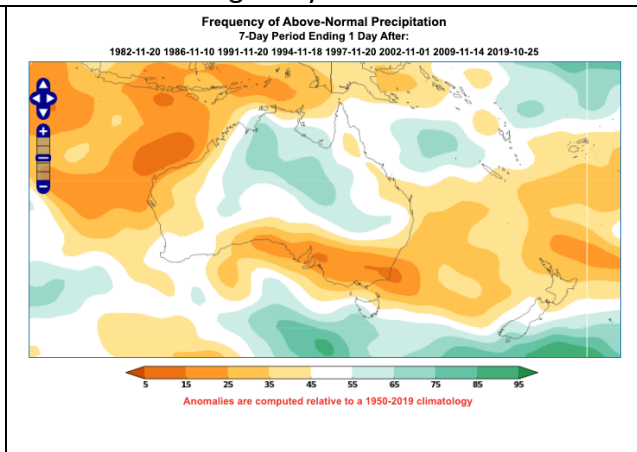 Frequency of Above-Normal Precipitation
7-Day Period Ending 1 Day After:
1982-11-20 1986-11-10 1991-11-20 1994-11-18 1997-11-20 2002-11-01 2009-11-14 2019-10-25
5 15 25 35 45 55 65 75 85 95
Anomalies are computed relative to a 1950-2019 climatology